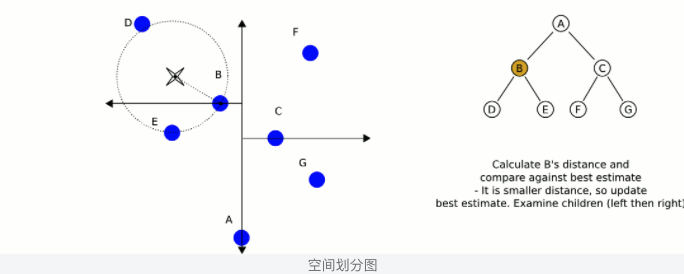 D
F
B
C
E
G
A
A
B
C
D
E
F
G
Calculate B's distance and
compare against best estimate
- It is smaller distance, so update
best estimate. Examine children (left then right)
空间划分图